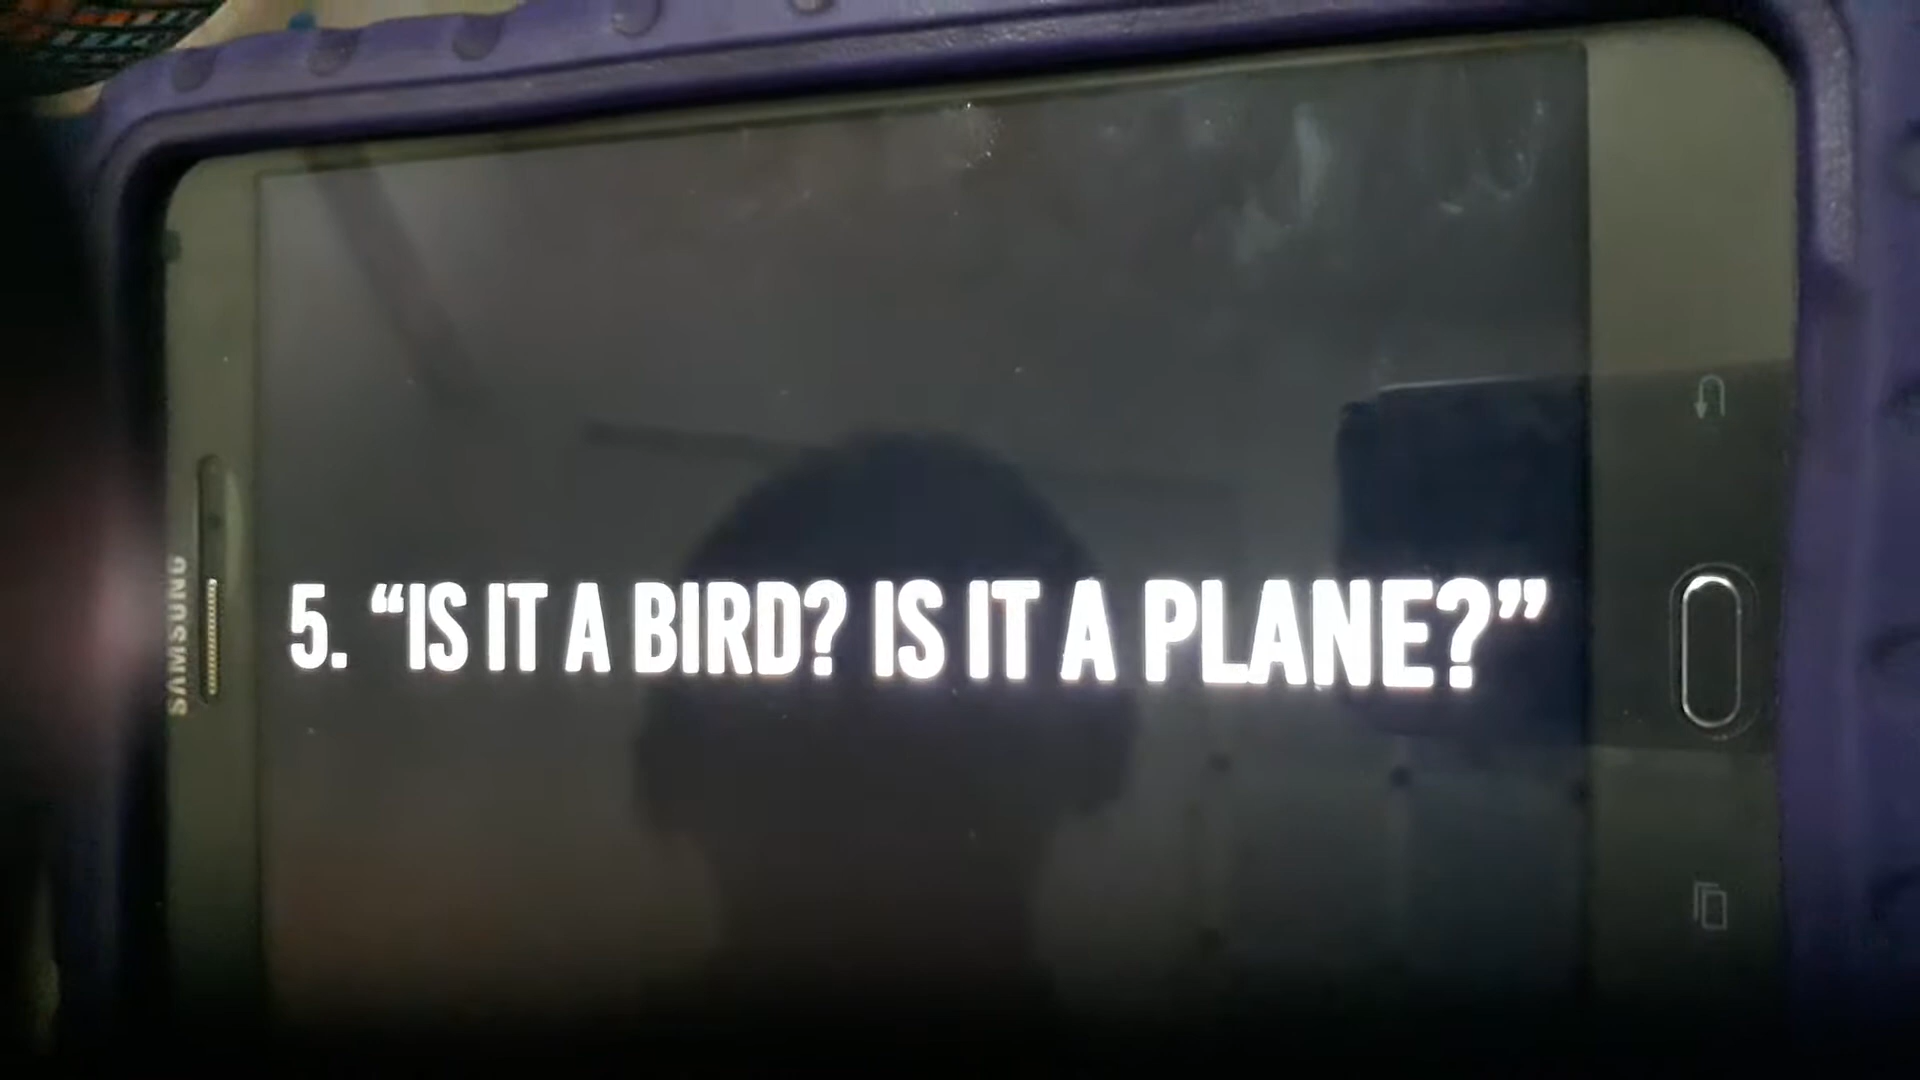 SAMSUNG
5. “IS IT A BIRD? IS IT A PLANE?”